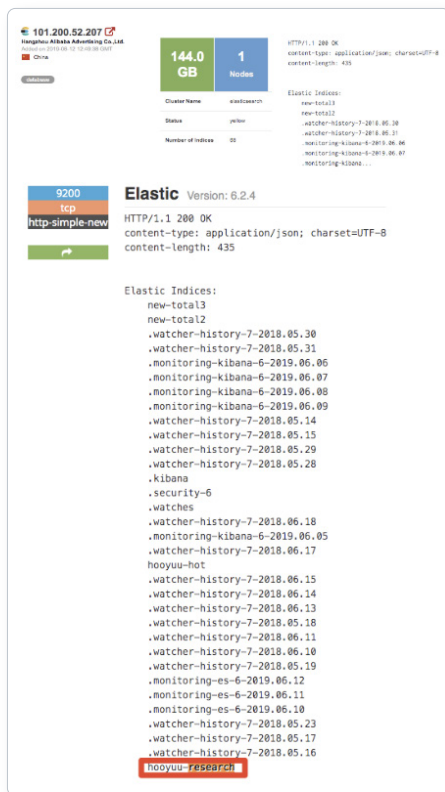 101.200.52.207
Hangzhou Alibaba Advertising Co.,Ltd.
Added on 2019-06-12 12:48:08 GMT
China
database
144.0
GB
1
Nodes
Cluster Name elasticsearch
Status yellow
Number of Indices
HTTP/1.1 200 OK
content-type: application/json; charset=UTF-8
content-length: 435
Elastic Indices:
new-total3
new-total2
.watcher-history-7-2018.05.30
.watcher-history-7-2018.05.31
.monitoring-kibana-6-2019.06.06
.monitoring-kibana-6-2019.06.07
.monitoring-kibana...
9200
tcp
http-simple-new
Elastic Version: 6.2.4
HTTP/1.1 200 OK
content-type: application/json; charset=UTF-8
content-length: 435
Elastic Indices:
new-total3
new-total2
.watcher-history-7-2018.05.30
.watcher-history-7-2018.05.31
.monitoring-kibana-6-2019.06.06
.monitoring-kibana-6-2019.06.07
.monitoring-kibana-6-2019.06.08
.monitoring-kibana-6-2019.06.09
.watcher-history-7-2018.05.14
.watcher-history-7-2018.05.15
.watcher-history-7-2018.05.29
.watcher-history-7-2018.05.28
.kibana
.security-6
.watches
.watcher-history-7-2018.06.18
.monitoring-kibana-6-2019.06.05
.watcher-history-7-2018.06.17
hooyuu-hot
.watcher-history-7-2018.06.15
.watcher-history-7-2018.06.14
.watcher-history-7-2018.06.13
.watcher-history-7-2018.05.18
.watcher-history-7-2018.06.11
.watcher-history-7-2018.06.10
.watcher-history-7-2018.05.19
.monitoring-es-6-2019.06.12
.monitoring-es-6-2019.06.11
.monitoring-es-6-2019.06.10
.watcher-history-7-2018.05.23
.watcher-history-7-2018.05.17
.watcher-history-7-2018.05.16
hooyuu-research